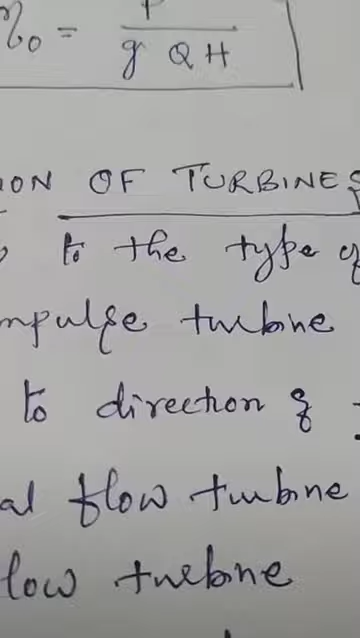 η₀ = P / g Q H
ON OF TURBINES
to the type of
mpulse turbine
to direction of
al flow turbine
low turbine